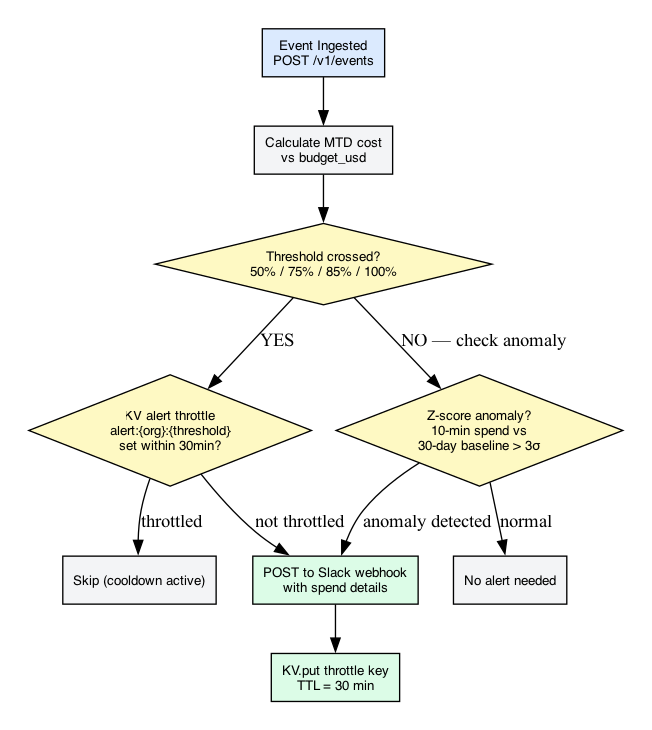 Event Ingested
POST /v1/events
Calculate MTD cost
vs budget_usd
Threshold crossed?
50% / 75% / 85% / 100%
YES
NO — check anomaly
KV alert throttle
alert:{org}:{threshold}
set within 30min?
Z-score anomaly?
10-min spend vs
30-day baseline > 3σ
throttled
not throttled
anomaly detected
normal
Skip (cooldown active)
POST to Slack webhook
with spend details
No alert needed
KV.put throttle key
TTL = 30 min